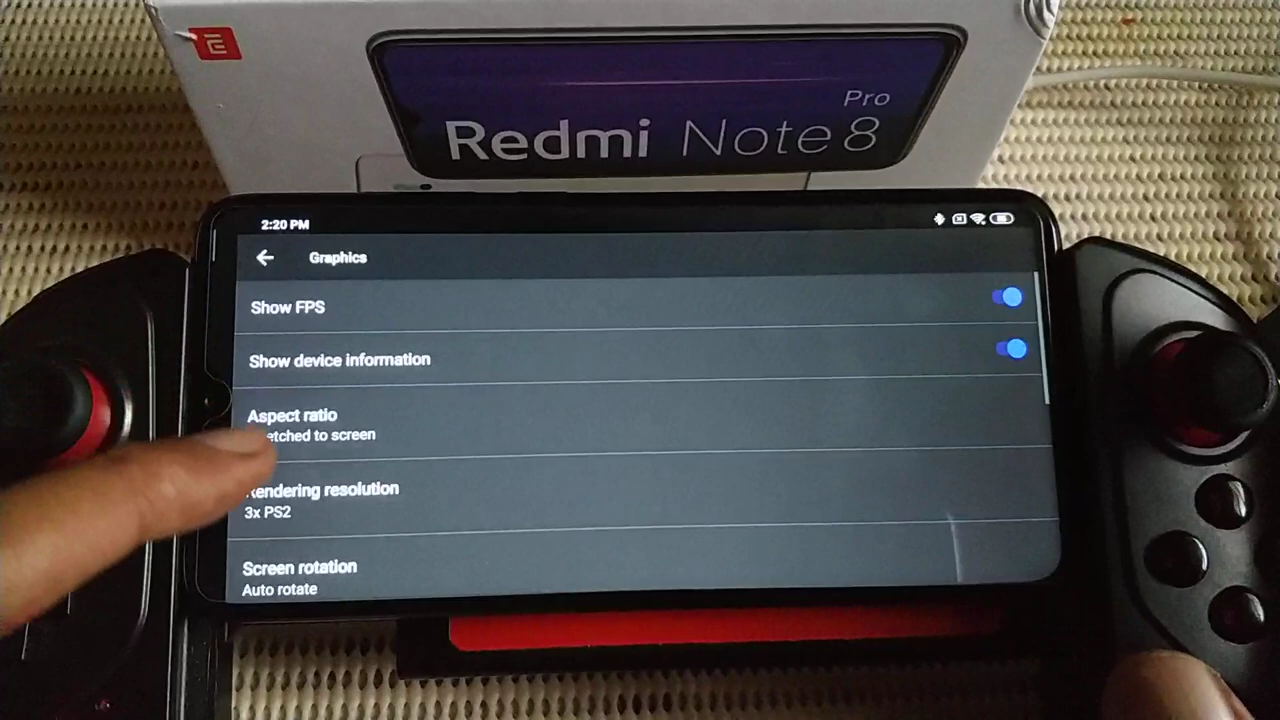 Pro
Redmi Note 8
2:20 PM
Graphics
Show FPS
Show device information
Aspect ratio
etched to screen
Rendering resolution
3x PS2
Screen rotation
Auto rotate